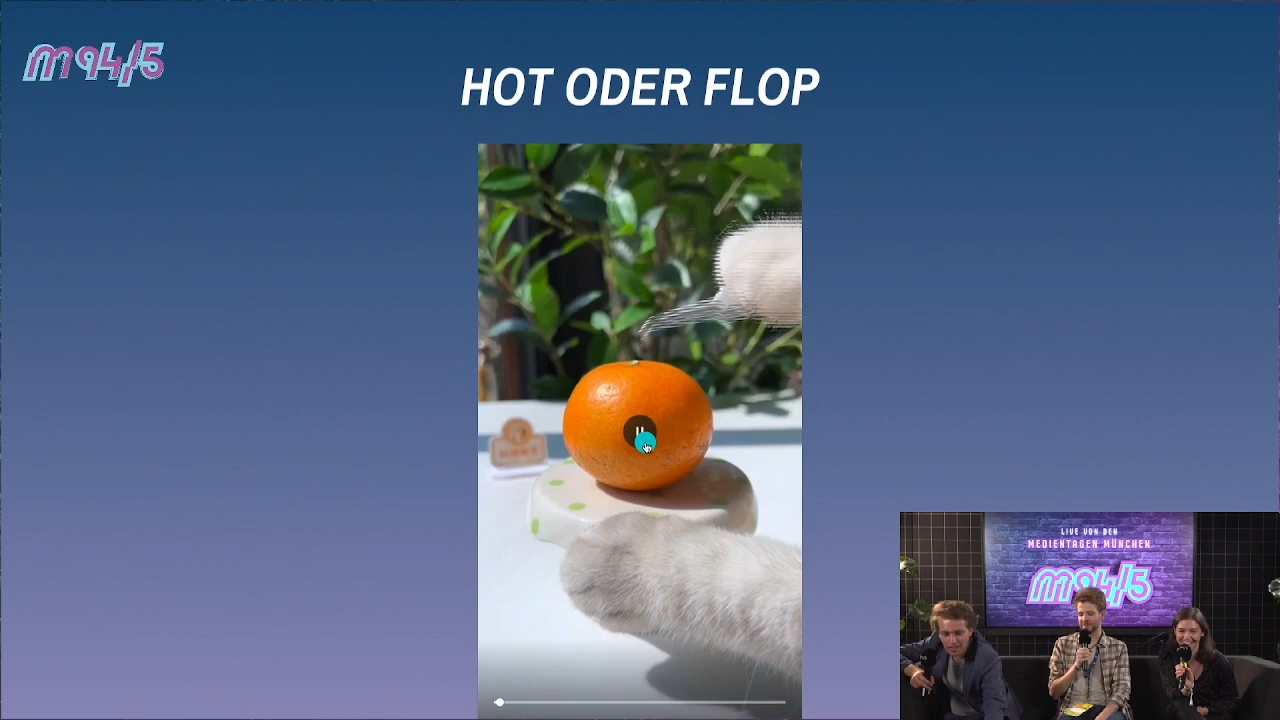 M94/5
HOT ODER FLOP
LIVE VON DEN
MEDIENTAGEN MÜNCHEN
M94/5